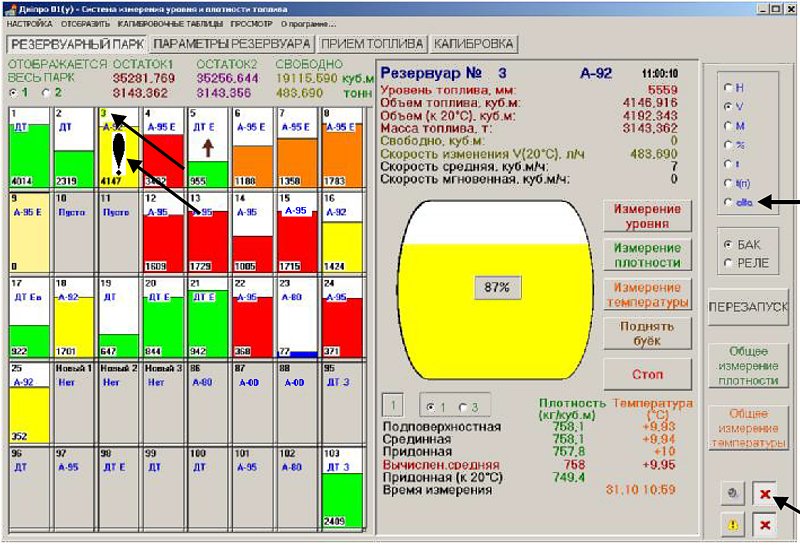 Дніпро 01(у) - Система измерения уровня и плотности топлива
НАСТРОЙКА ОТОБРАЗИТЬ КАЛИБРОВОЧНЫЕ ТАБЛИЦЫ ПРОСМОТР О программе...
РЕЗЕРВУАРНЫЙ ПАРК ПАРАМЕТРЫ РЕЗЕРВУАРА ПРИЕМ ТОПЛИВА КАЛИБРОВКА
ОТОБРАЖАЕТСЯ ОСТАТОК1 ОСТАТОК2 СВОБОДНО
ВЕСЬ ПАРК 35281.769 35256.644 19115,590 куб.м
1 2 3143,362 3143,356 483,690 тонн
1 2 3 4 5 6 7 8
ДТ ДТ А-92 А-95 Е ДТ Е А-95 Е А-95 Е А-95 Е
!
4014 2319 4147 955 1188 1358 1783
9 10 11 12 13 14 15 16
А-95 Е Пусто Пусто А-95 А-95 А-95 А-95 А-92
0 1609 1729 1005 1715 1424
17 18 19 20 21 22 23 24
ДТ Ев А-92 ДТ ДТ Е ДТ Е А-95 А-80 А-95
922 1701 647 844 942 368 77 371
25 Новый 1 Новый 2 Новый 3 86 87 88 95
А-92 Нет Нет Нет А-80 А-00 А-00 ДТ З
352
96 97 98 99 100 101 102 103
ДТ А-95 ДТ Е ДТ ДТ А-95 А-80 ДТ З
2409
Резервуар № 3 А-92 11:00:10
Уровень топлива, мм: 5559
Объем топлива, куб.м: 4146,916
Объем (к 20°С), куб.м: 4192,343
Масса топлива, т: 3143,362
Свободно, куб.м: 0
Скорость изменения V(20°С), л/ч 483,690
Скорость средняя, куб.м/ч: 7
Скорость мгновенная, куб.м/ч: 0
87%
Измерение
уровня
Измерение
плотности
Измерение
температуры
Поднять
буёк
Стоп
1 1 3
Плотность Температура
(кг/куб.м) (°С)
Подповерхностная 758,1 +9,93
Срединная 758,1 +9,94
Придонная 757,8 +10
Вычислен.средняя 758 +9,95
Придонная (к 20°С) 749,4
Время измерения 31.10 10:59
H
V
M
%
t
f(n)
alfa
БАК
РЕЛЕ
ПЕРЕЗАПУСК
Общее
измерение
плотности
Общее
измерение
температуры